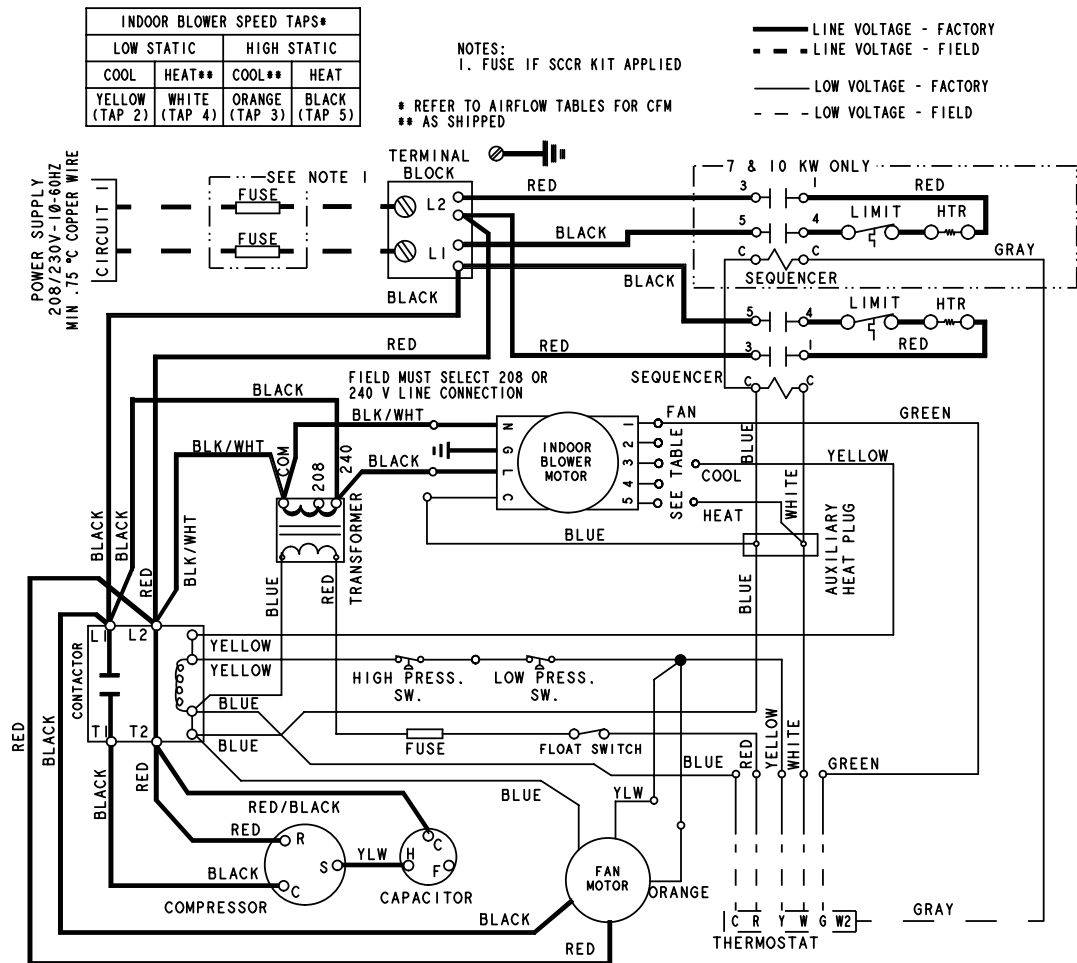 INDOOR BLOWER SPEED TAPS*
LOW STATIC HIGH STATIC
COOL HEAT** COOL** HEAT
YELLOW (TAP 2) WHITE (TAP 4) ORANGE (TAP 3) BLACK (TAP 5)
NOTES:
1. FUSE IF SCCR KIT APPLIED
* REFER TO AIRFLOW TABLES FOR CFM
** AS SHIPPED
LINE VOLTAGE - FACTORY
LINE VOLTAGE - FIELD
LOW VOLTAGE - FACTORY
LOW VOLTAGE - FIELD
POWER SUPPLY
208/230V-1Ø-60HZ
MIN .75 °C COPPER WIRE
CIRCUIT 1
SEE NOTE 1
FUSE
FUSE
TERMINAL
BLOCK
L2
L1
RED
BLACK
BLACK
BLACK
RED
RED
7 & 10 KW ONLY
3 1 RED
5 4 LIMIT HTR
C C GRAY
SEQUENCER
5 4 LIMIT HTR
3 1 RED
SEQUENCER C C
FIELD MUST SELECT 208 OR
240 V LINE CONNECTION
BLACK
BLK/WHT
BLK/WHT
BLACK
COM
208
240
TRANSFORMER
N
G
L
C
INDOOR
BLOWER
MOTOR
1
2
3
4
5
FAN
SEE TABLE
COOL
HEAT
GREEN
YELLOW
BLUE
WHITE
BLUE
AUXILIARY
HEAT PLUG
BLACK
BLACK
RED
BLK/WHT
BLUE
RED
BLUE
L1 L2
CONTACTOR
T1 T2
YELLOW
YELLOW
BLUE
BLUE
HIGH PRESS.
SW.
LOW PRESS.
SW.
FUSE
FLOAT SWITCH
BLUE
RED
YELLOW
WHITE
GREEN
RED
BLACK
BLACK
RED
RED/BLACK
BLUE
YLW
RED
R
S
C
BLACK
COMPRESSOR
YLW
H
C
F
CAPACITOR
FAN
MOTOR
ORANGE
BLACK
RED
C R Y W G W2
THERMOSTAT
GRAY